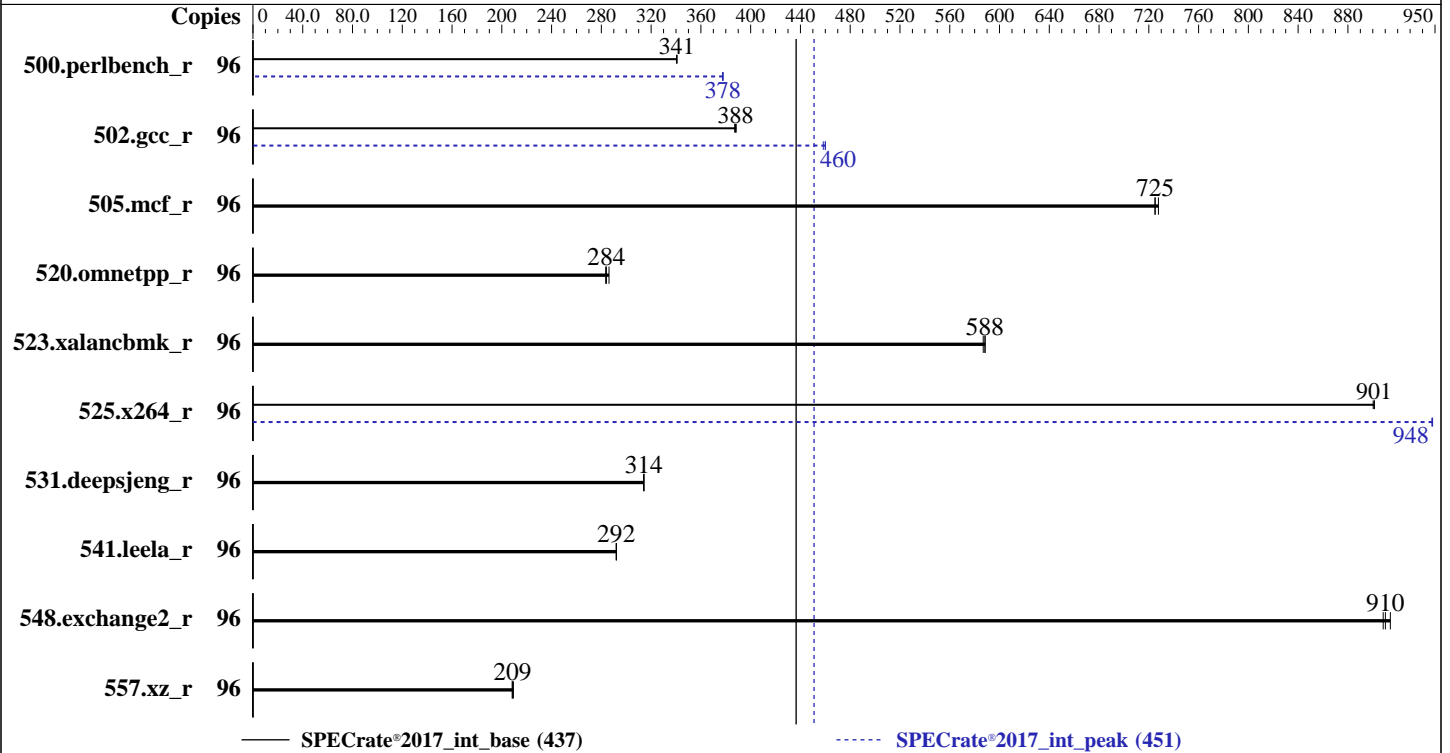 Copies 0 40.0 80.0 120 160 200 240 280 320 360 400 440 480 520 560 600 640 680 720 760 800 840 880 950
341
500.perlbench_r 96
378
388
502.gcc_r 96
460
725
505.mcf_r 96
284
520.omnetpp_r 96
588
523.xalancbmk_r 96
901
525.x264_r 96
948
314
531.deepsjeng_r 96
292
541.leela_r 96
910
548.exchange2_r 96
209
557.xz_r 96
SPECrate®2017_int_base (437) SPECrate®2017_int_peak (451)